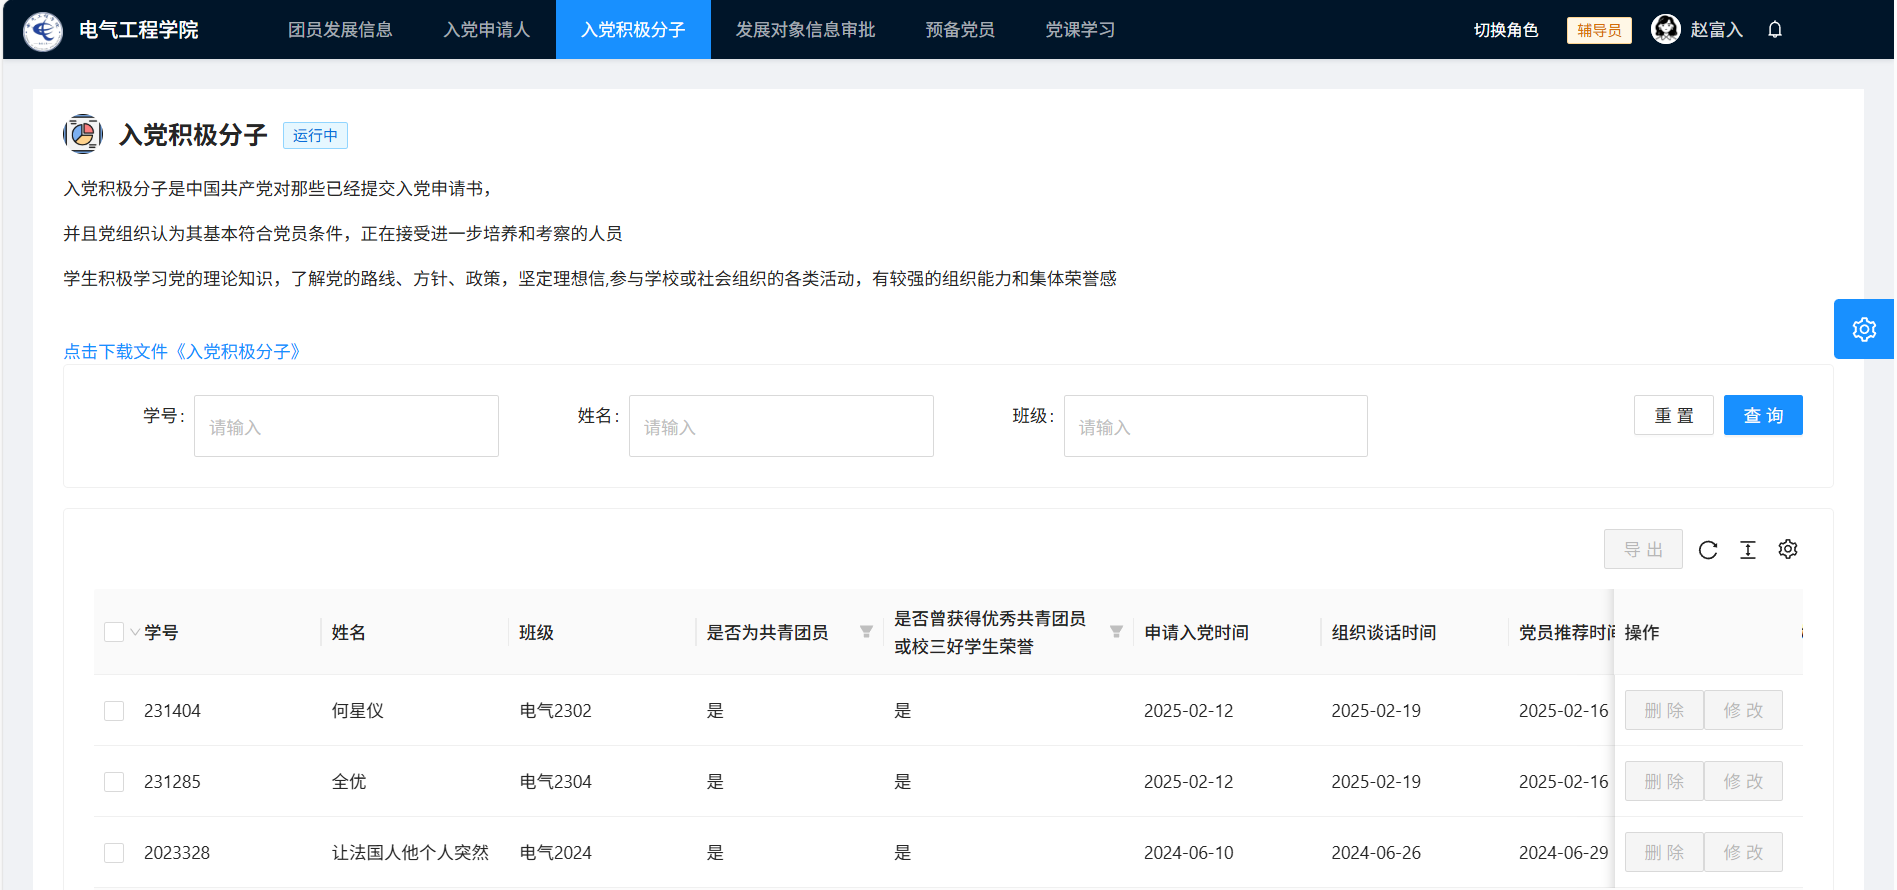 电气工程学院 团员发展信息 入党申请人 入党积极分子 发展对象信息审批 预备党员 党课学习 切换角色 辅导员 赵富入
入党积极分子 运行中
入党积极分子是中国共产党对那些已经提交入党申请书，
并且党组织认为其基本符合党员条件，正在接受进一步培养和考察的人员
学生积极学习党的理论知识，了解党的路线、方针、政策，坚定理想信,参与学校或社会组织的各类活动，有较强的组织能力和集体荣誉感
点击下载文件《入党积极分子》
学号: 请输入 姓名: 请输入 班级: 请输入 重 置 查 询
导 出
学号 姓名 班级 是否为共青团员 是否曾获得优秀共青团员 申请入党时间 组织谈话时间 党员推荐时间 操作
或校三好学生荣誉
231404 何星仪 电气2302 是 是 2025-02-12 2025-02-19 2025-02-16 删 除 修 改
231285 全优 电气2304 是 是 2025-02-12 2025-02-19 2025-02-16 删 除 修 改
2023328 让法国人他个人突然 电气2024 是 是 2024-06-10 2024-06-26 2024-06-29 删 除 修 改